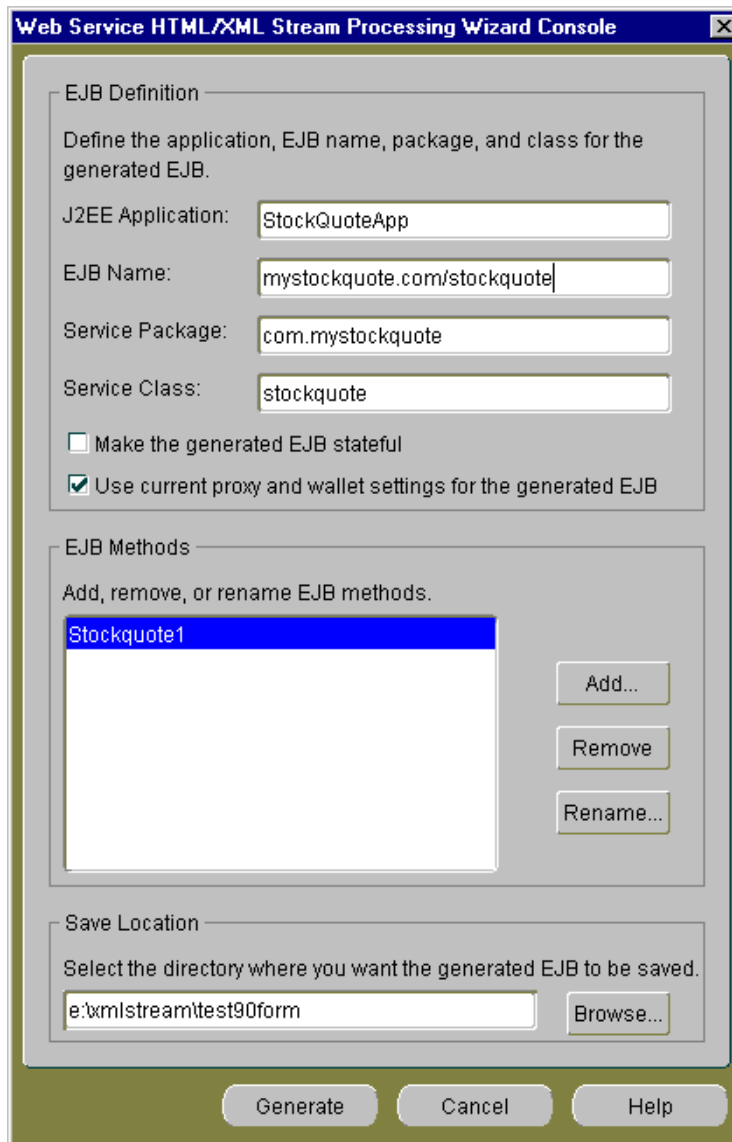 Web Service HTML/XML Stream Processing Wizard Console
EJB Definition
Define the application, EJB name, package, and class for the
generated EJB.
J2EE Application: StockQuoteApp
EJB Name: mystockquote.com/stockquote
Service Package: com.mystockquote
Service Class: stockquote
Make the generated EJB stateful
Use current proxy and wallet settings for the generated EJB
EJB Methods
Add, remove, or rename EJB methods.
Stockquote1
Add...
Remove
Rename...
Save Location
Select the directory where you want the generated EJB to be saved.
e:\xmlstream\test90form Browse...
Generate Cancel Help